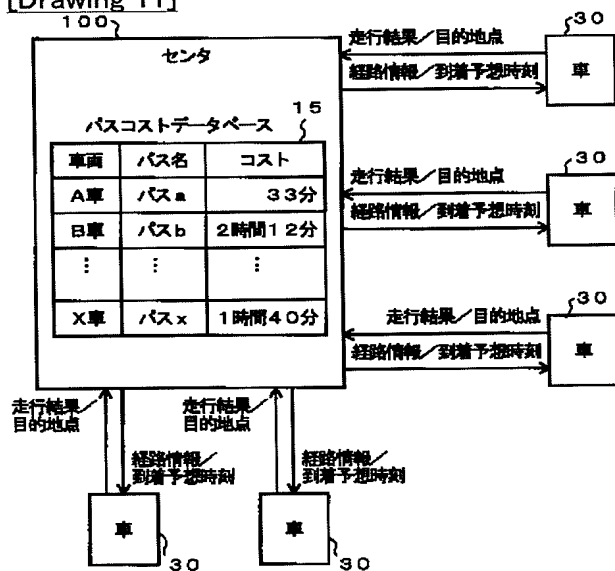 [Drawing 11]
100
センタ
パスコストデータベース
15
車両 パス名 コスト
A車 パスa 33分
B車 パスb 2時間12分
⋮ ⋮ ⋮
X車 パスx 1時間40分
走行結果/目的地点
経路情報/到着予想時刻
30
車
走行結果/目的地点
経路情報/到着予想時刻
30
車
走行結果/目的地点
経路情報/到着予想時刻
30
車
走行結果/
目的地点
経路情報/
到着予想時刻
車
30
走行結果/
目的地点
経路情報/
到着予想時刻
車
30